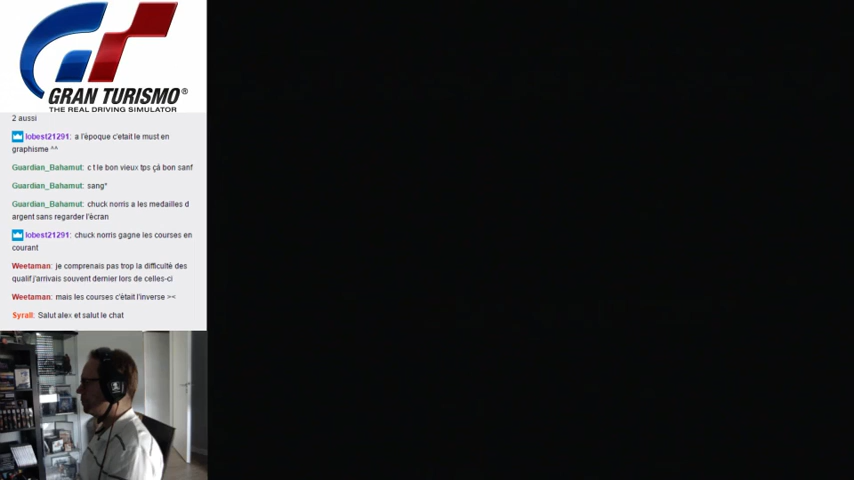 GRAN TURISMO®
THE REAL DRIVING SIMULATOR
2 aussi
lobest21291: a l'époque c'etait le must en
graphisme ^^
Guardian_Bahamut: c t le bon vieux tps çà bon sanf
Guardian_Bahamut: sang*
Guardian_Bahamut: chuck norris a les medailles d
argent sans regarder l'écran
lobest21291: chuck norris gagne les courses en
courant
Weetaman: je comprenais pas trop la difficulté des
qualif j'arrivais souvent dernier lors de celles-ci
Weetaman: mais les courses c'était l'inverse ><
Syrall: Salut alex et salut le chat